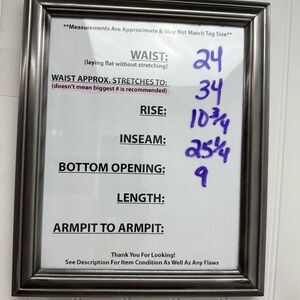 **Measurements Are Approximate & May Not Match Tag Size**
WAIST: 24
(laying flat without stretching)
WAIST APPROX. STRETCHES TO: 34
(doesn't mean biggest # is recommended)
RISE: 10 3/4
INSEAM: 25 1/4
BOTTOM OPENING: 9
LENGTH:
ARMPIT TO ARMPIT:
Thank You For Looking!
See Description For Item Condition As Well As Any Flaws